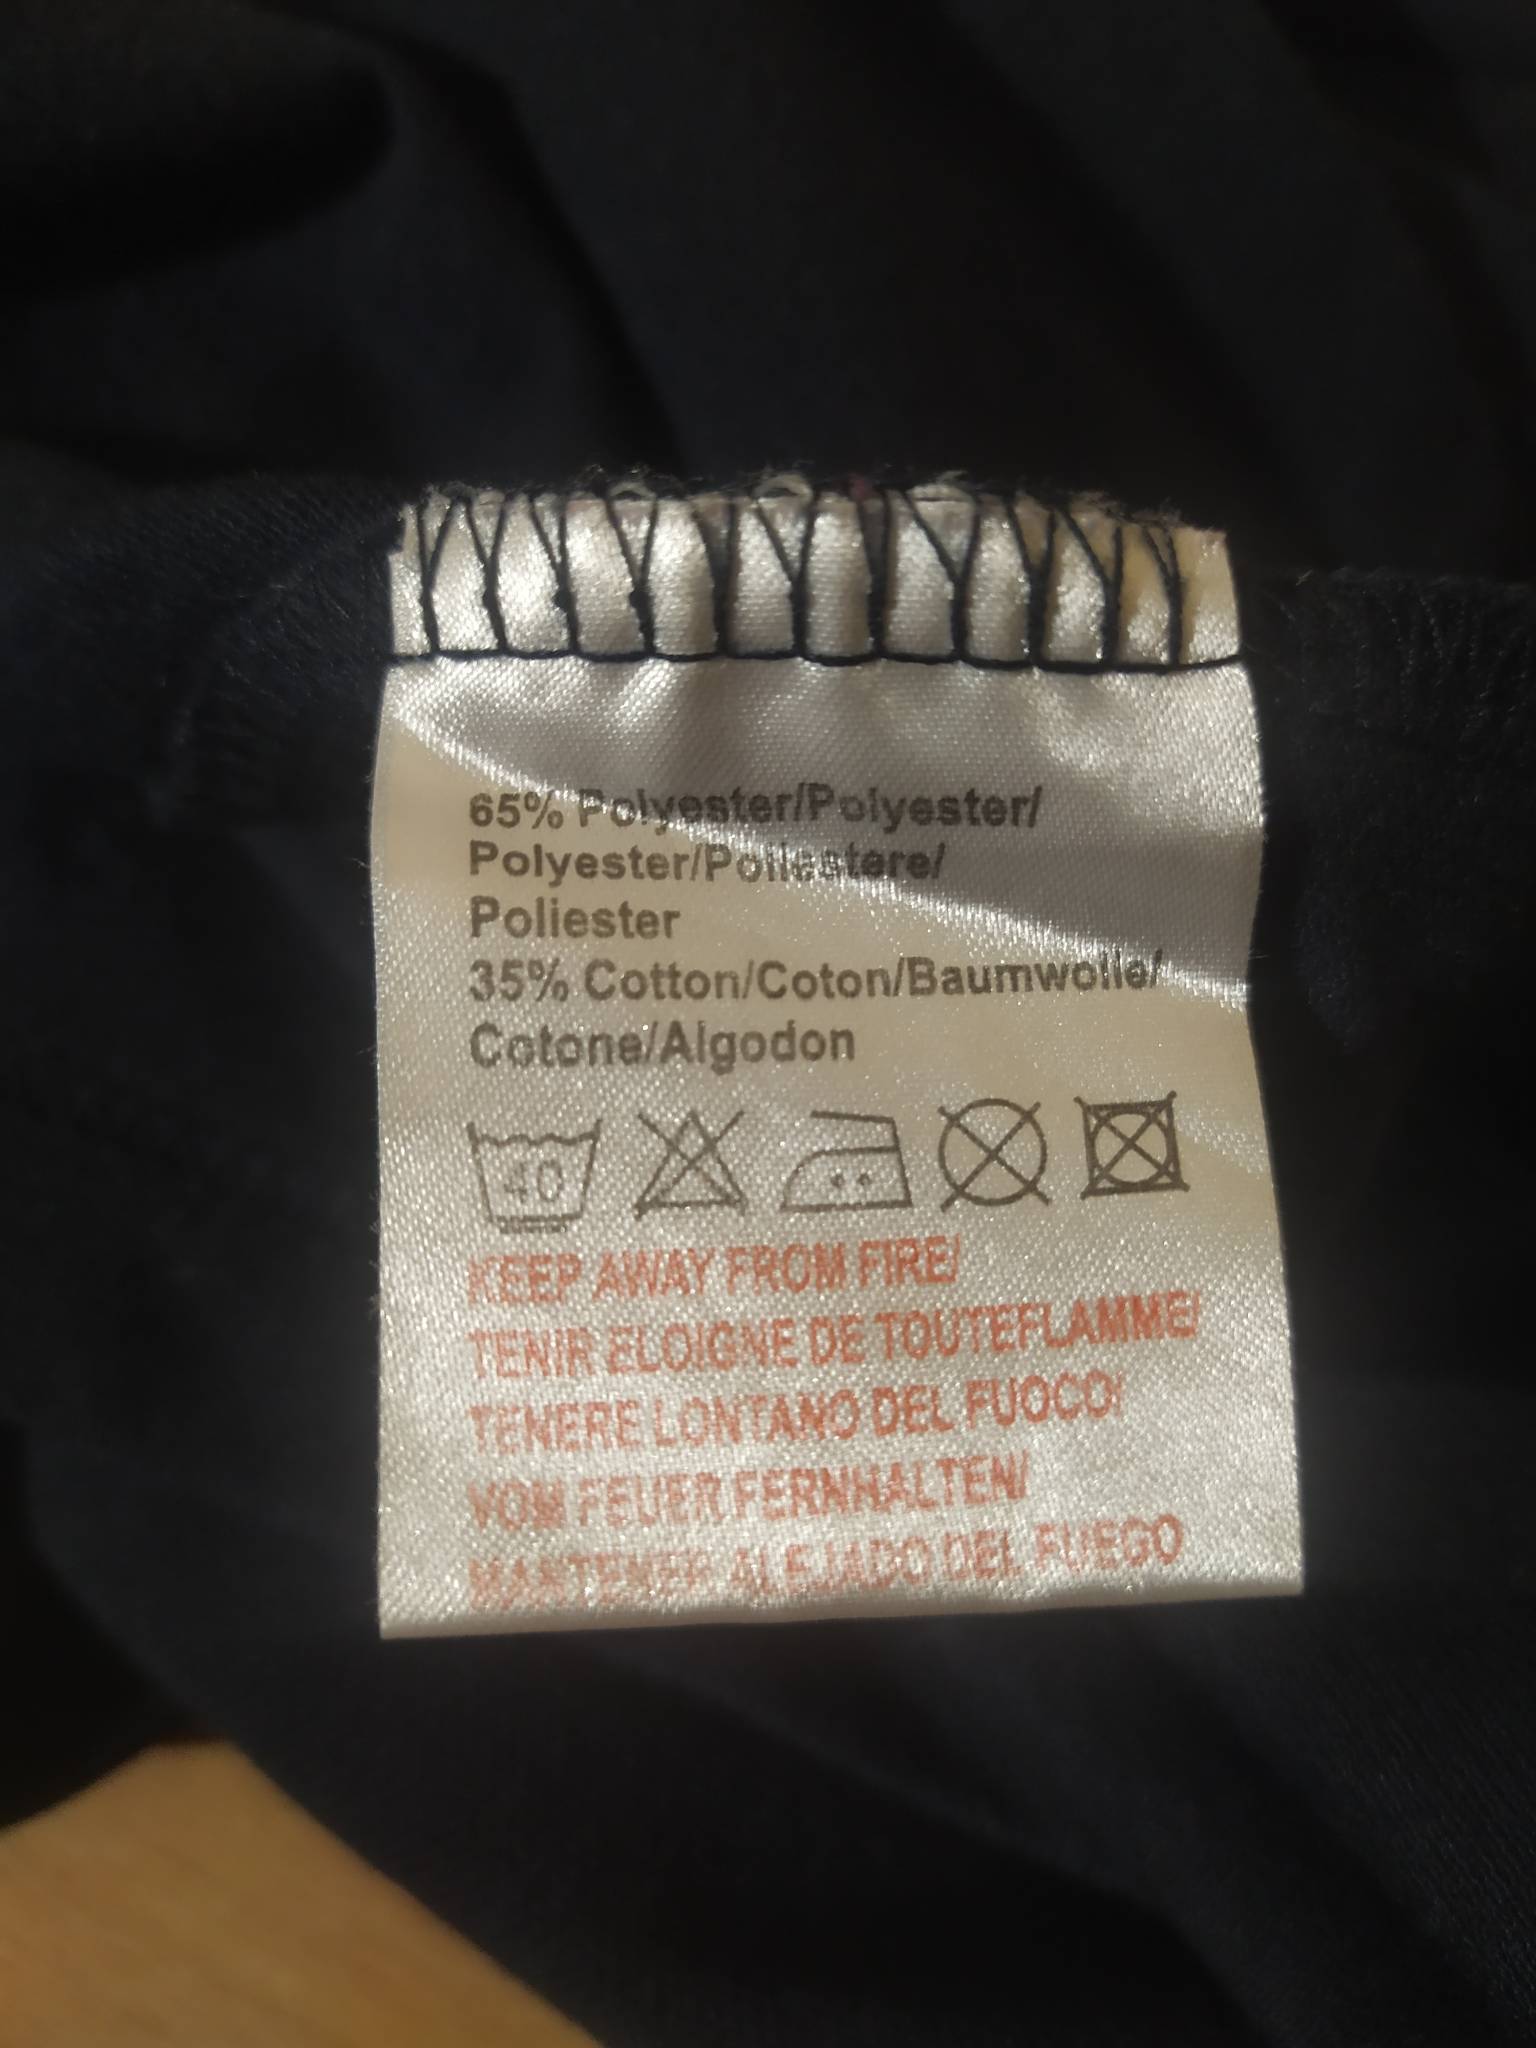 65% Polyester/Polyester/
Polyester/Poliestere/
Poliester
35% Cotton/Coton/Baumwolle/
Cotone/Algodon
40
KEEP AWAY FROM FIRE/
TENIR ELOIGNE DE TOUTEFLAMME/
TENERE LONTANO DEL FUOCO/
VOM FEUER FERNHALTEN/
MANTENER ALEJADO DEL FUEGO